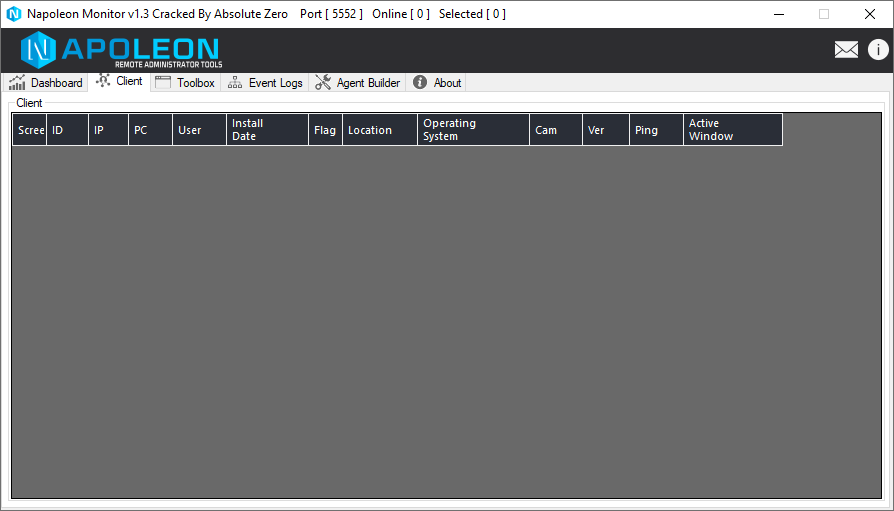 Napoleon Monitor v1.3 Cracked By Absolute Zero Port [ 5552 ] Online [ 0 ] Selected [ 0 ]
NAPOLEON
REMOTE ADMINISTRATOR TOOLS
Dashboard Client Toolbox Event Logs Agent Builder About
Client
Scree ID IP PC User Install Date Flag Location Operating System Cam Ver Ping Active Window